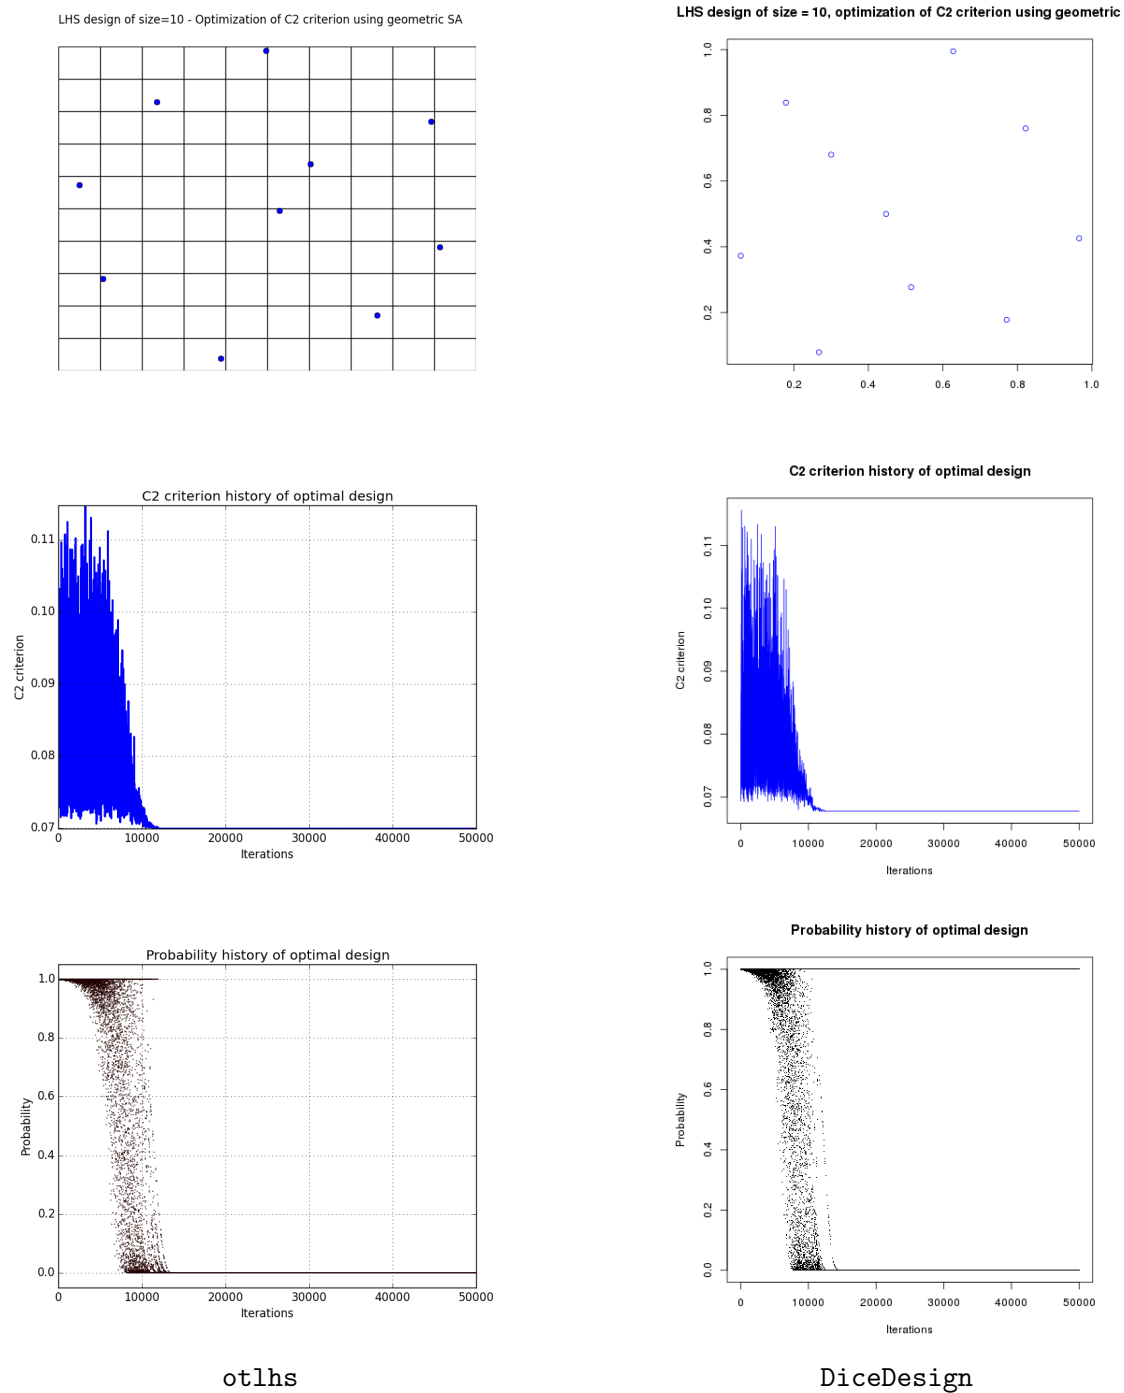 LHS design of size=10 - Optimization of C2 criterion using geometric SA
LHS design of size = 10, optimization of C2 criterion using geometric
1.0
0.8
0.6
0.4
0.2
0.2 0.4 0.6 0.8 1.0
C2 criterion history of optimal design
0.11
0.10
0.09
0.08
0.07
C2 criterion
0 10000 20000 30000 40000 50000
Iterations
C2 criterion history of optimal design
0.11
0.10
0.09
0.08
0.07
C2 criterion
0 10000 20000 30000 40000 50000
Iterations
Probability history of optimal design
1.0
0.8
0.6
0.4
0.2
0.0
Probability
0 10000 20000 30000 40000 50000
Iterations
Probability history of optimal design
1.0
0.8
0.6
0.4
0.2
0.0
Probability
0 10000 20000 30000 40000 50000
Iterations
otlhs
DiceDesign